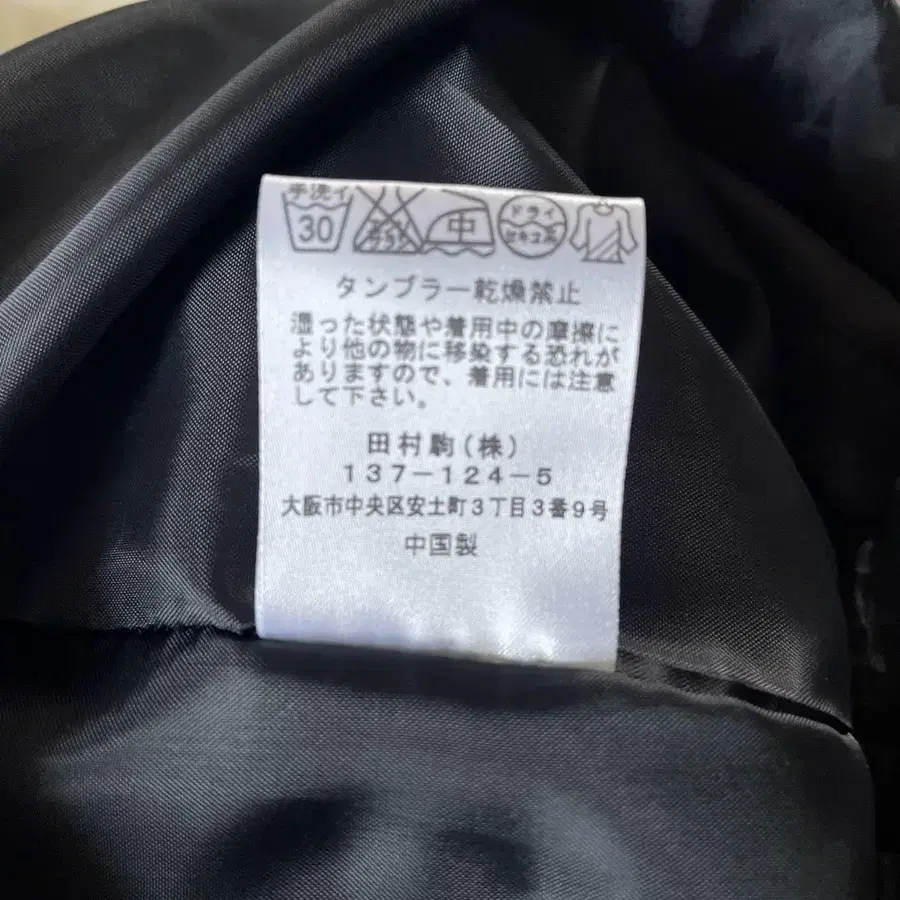 手洗イ
30 中 ドライ
セキユ系
タンブラー乾燥禁止
湿った状態や着用中の摩擦に
より他の物に移染する恐れが
ありますので、着用には注意
して下さい。
田村駒(株)
137-124-5
大阪市中央区安土町3丁目3番9号
中国製